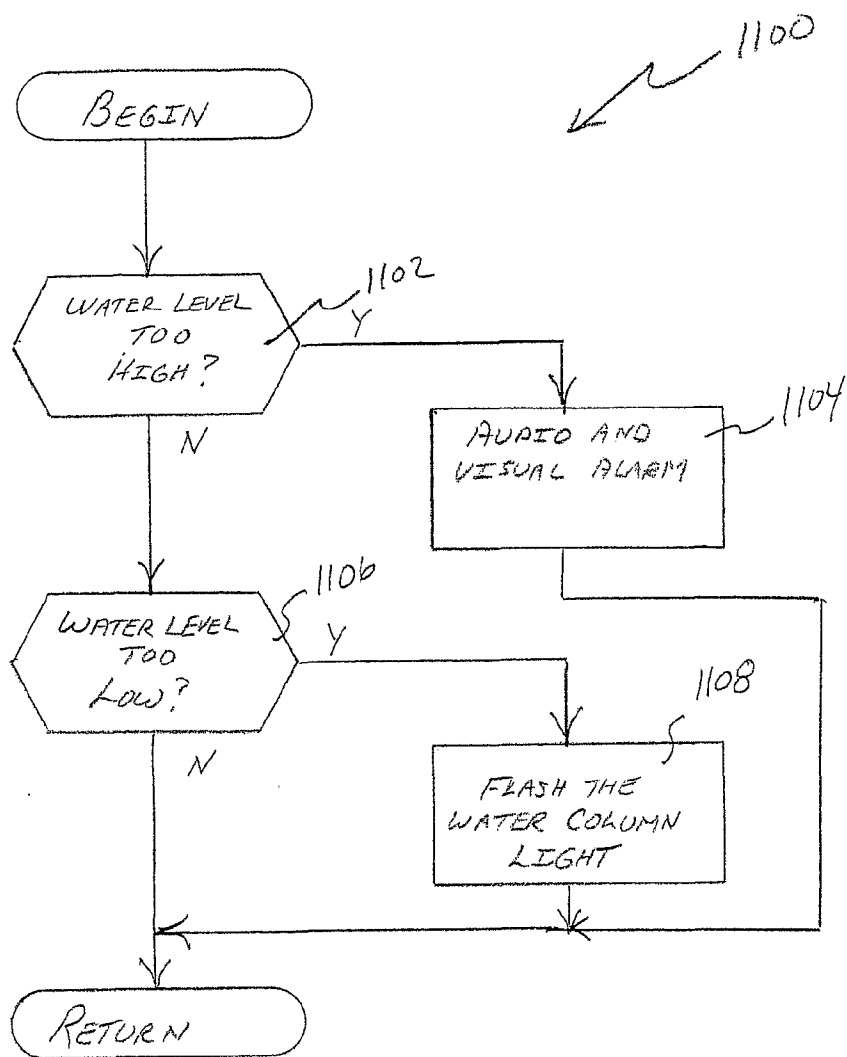 1100
BEGIN
WATER LEVEL
TOO
HIGH?
1102
Y
N
AUDIO AND
VISUAL ALARM
1104
WATER LEVEL
TOO
LOW?
1106
Y
N
FLASH THE
WATER COLUMN
LIGHT
1108
RETURN